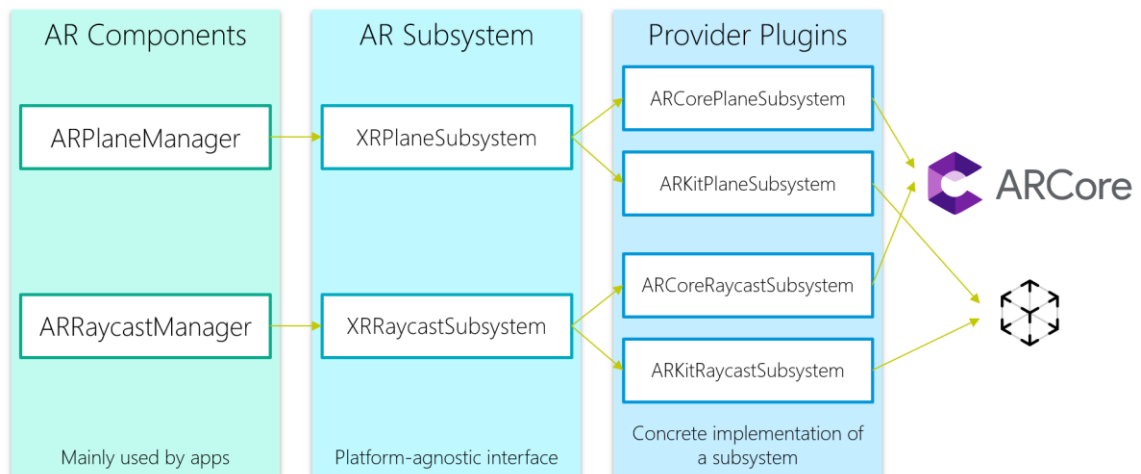 AR Components
ARPlaneManager
ARRaycastManager
Mainly used by apps
AR Subsystem
XRPlaneSubsystem
XRRaycastSubsystem
Platform-agnostic interface
Provider Plugins
ARCorePlaneSubsystem
ARKitPlaneSubsystem
ARCoreRaycastSubsystem
ARKitRaycastSubsystem
Concrete implementation of
a subsystem
ARCore